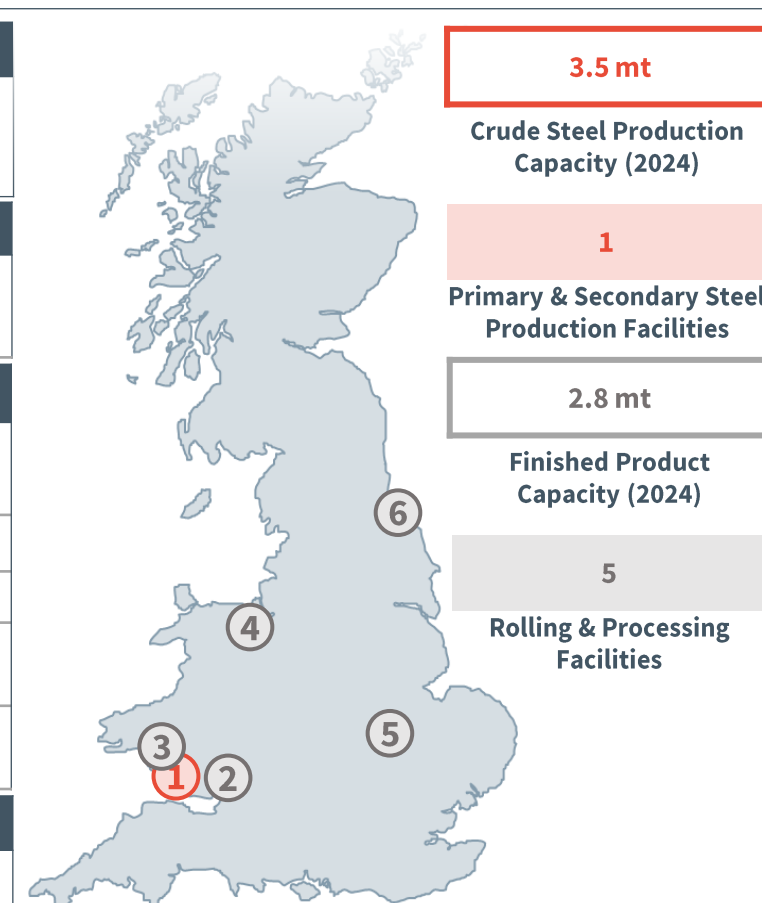 3.5 mt
Crude Steel Production
Capacity (2024)
1
Primary & Secondary Steel
Production Facilities
2.8 mt
Finished Product
Capacity (2024)
5
Rolling & Processing
Facilities
6
4
5
3
1
2